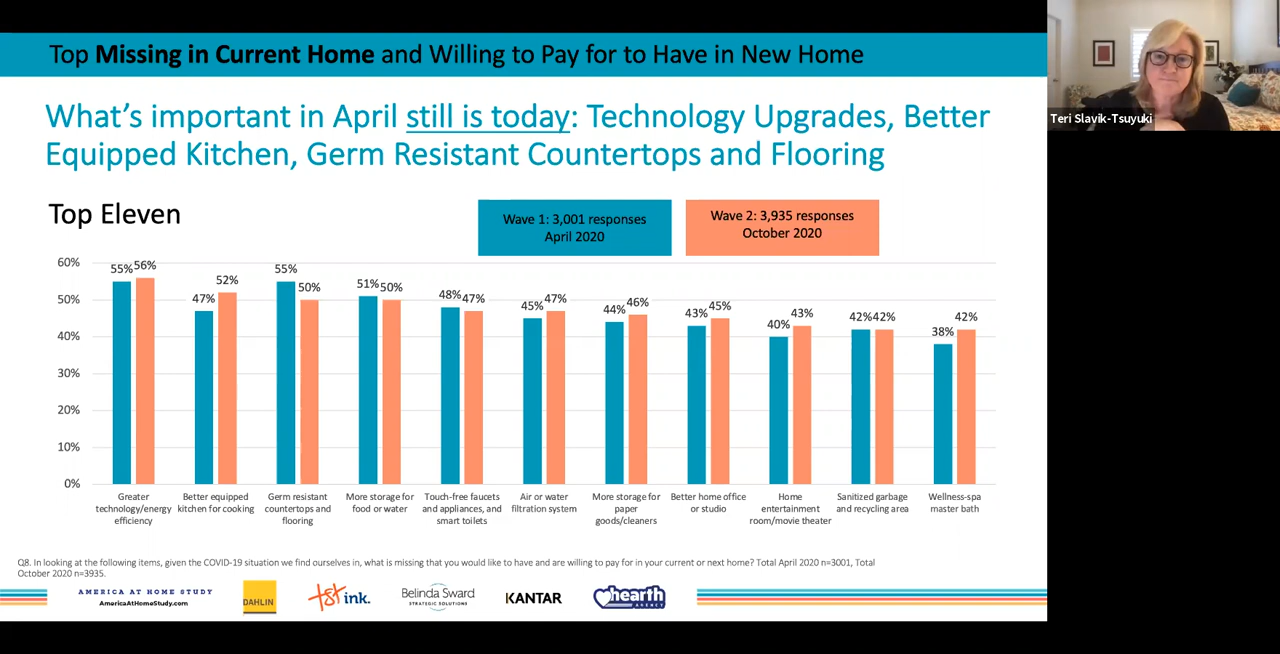 Top Missing in Current Home and Willing to Pay for to Have in New Home
Teri Slavik-Tsuyuki
What's important in April still is today: Technology Upgrades, Better
Equipped Kitchen, Germ Resistant Countertops and Flooring
Top Eleven
Wave 1: 3,001 responses
April 2020
Wave 2: 3,935 responses
October 2020
60%
50%
40%
30%
20%
10%
0%
55% 56%
47% 52%
55% 50%
51% 50%
48% 47%
45% 47%
44% 46%
43% 45%
40% 43%
42% 42%
38% 42%
Greater
technology/energy
efficiency
Better equipped
kitchen for cooking
Germ resistant
countertops and
flooring
More storage for
food or water
Touch-free faucets
and appliances, and
smart toilets
Air or water
filtration system
More storage for
paper
goods/cleaners
Better home office
or studio
Home
entertainment
room/movie theater
Sanitized garbage
and recycling area
Wellness-spa
master bath
Q8. In looking at the following items, given the COVID-19 situation we find ourselves in, what is missing that you would like to have and are willing to pay for in your current or next home? Total April 2020 n=3001, Total
October 2020 n=3935.
AMERICA AT HOME STUDY
AmericaAtHomeStudy.com
DAHLIN
tst ink.
Belinda Sward
STRATEGIC SOLUTIONS
KANTAR
hearth
AGENCY